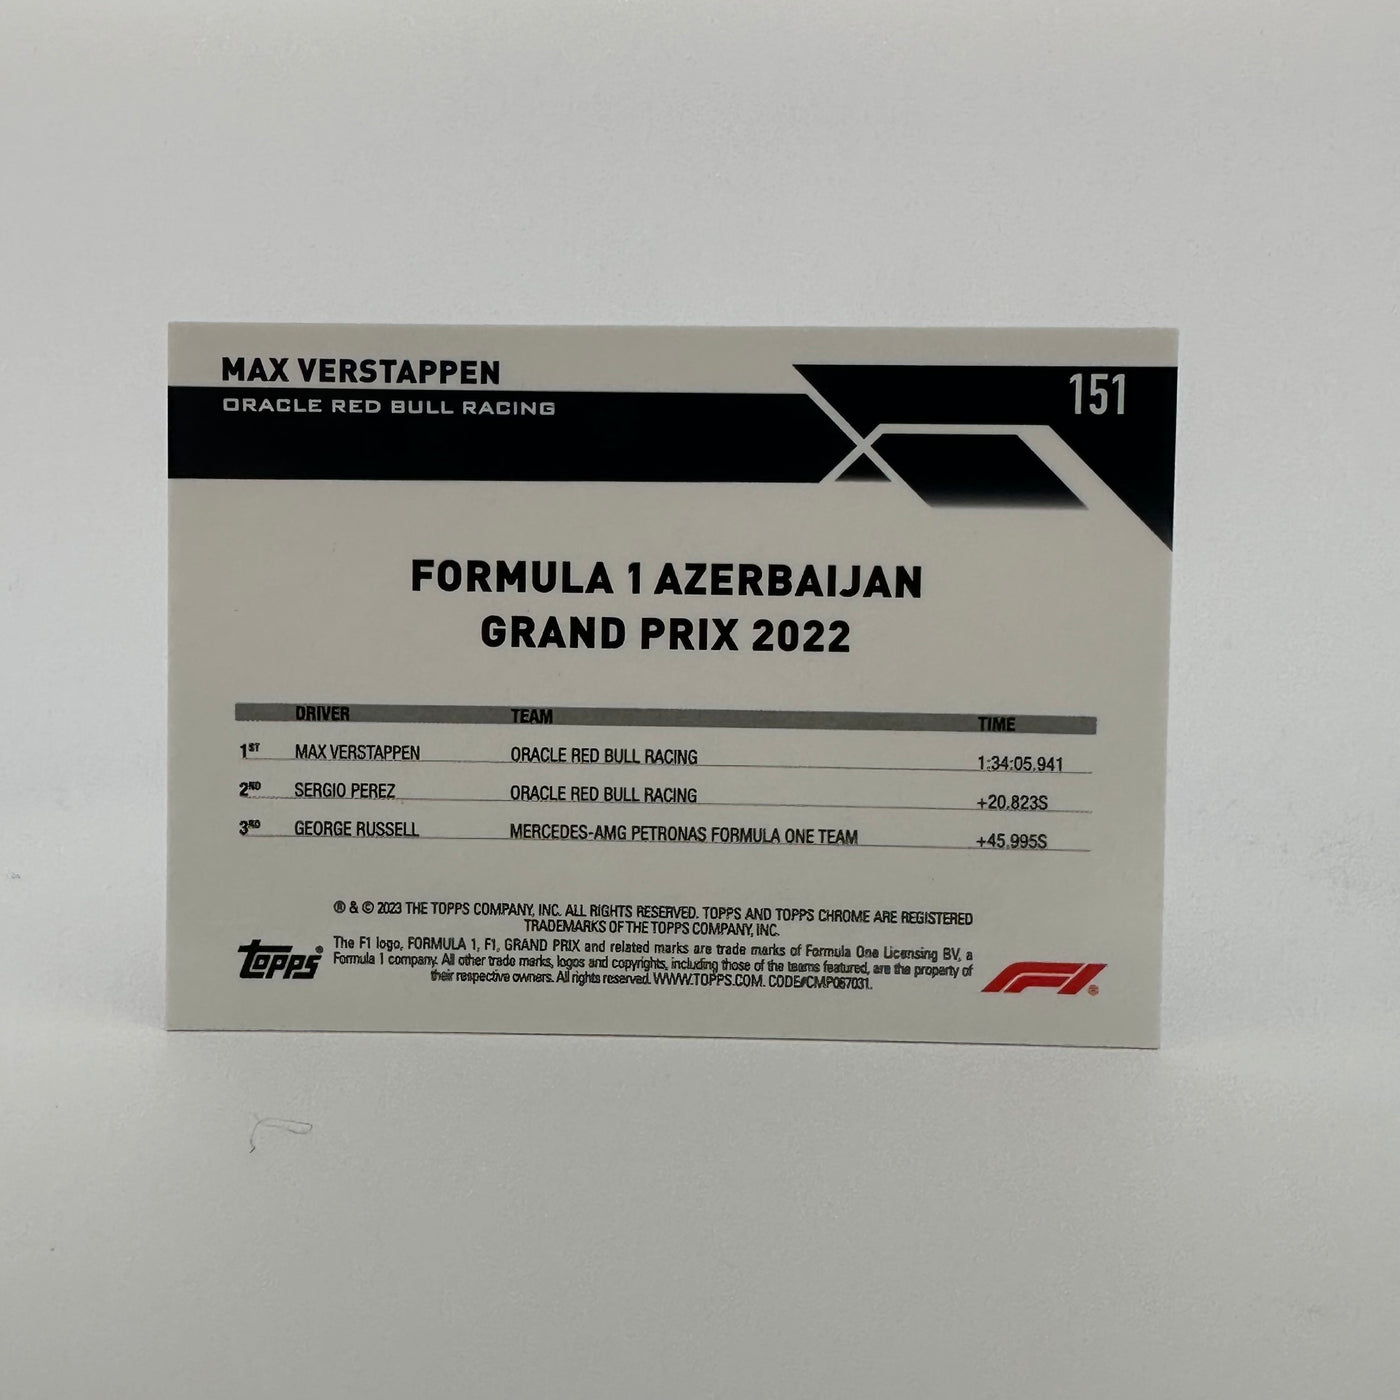 MAX VERSTAPPEN
ORACLE RED BULL RACING
151
FORMULA 1 AZERBAIJAN
GRAND PRIX 2022
DRIVER TEAM TIME
1ST MAX VERSTAPPEN ORACLE RED BULL RACING 1:34:05.941
2ND SERGIO PEREZ ORACLE RED BULL RACING +20.823S
3RD GEORGE RUSSELL MERCEDES-AMG PETRONAS FORMULA ONE TEAM +45.995S
® & © 2023 THE TOPPS COMPANY, INC. ALL RIGHTS RESERVED. TOPPS AND TOPPS CHROME ARE REGISTERED
TRADEMARKS OF THE TOPPS COMPANY, INC.
The F1 logo, FORMULA 1, F1, GRAND PRIX and related marks are trade marks of Formula One Licensing BV, a
Formula 1 company. All other trade marks, logos and copyrights, including those of the teams featured, are the property of
their respective owners. All rights reserved. WWW.TOPPS.COM. CODE#CMP067031.
Topps®
F1®